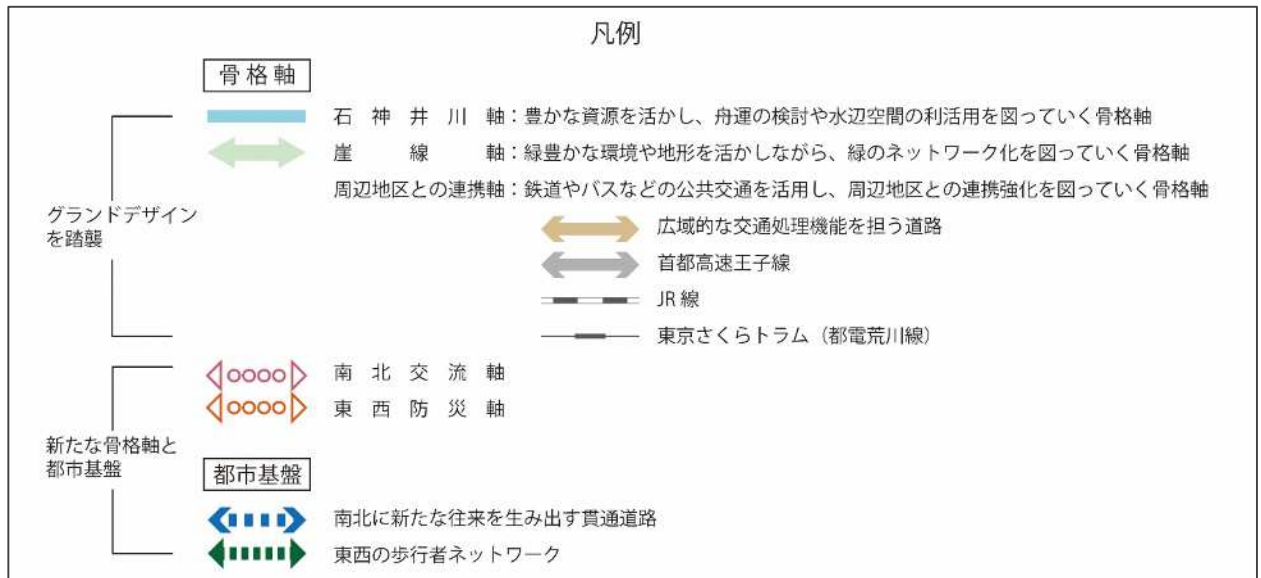 凡例
骨格軸
石神井川軸：豊かな資源を活かし、舟運の検討や水辺空間の利活用を図っていく骨格軸
崖線軸：緑豊かな環境や地形を活かしながら、緑のネットワーク化を図っていく骨格軸
周辺地区との連携軸：鉄道やバスなどの公共交通を活用し、周辺地区との連携強化を図っていく骨格軸
グランドデザイン
を踏襲
広域的な交通処理機能を担う道路
首都高速王子線
JR線
東京さくらトラム（都電荒川線）
南北交流軸
東西防災軸
新たな骨格軸と
都市基盤
都市基盤
南北に新たな往来を生み出す貫通道路
東西の歩行者ネットワーク